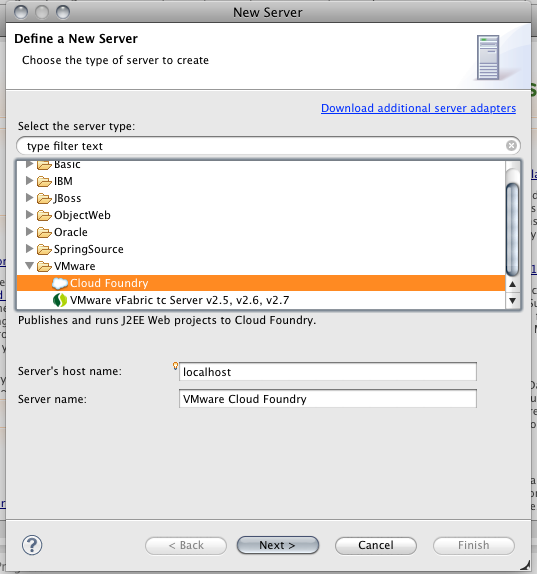 New Server
Define a New Server
Choose the type of server to create
Download additional server adapters
Select the server type:
type filter text
Basic
IBM
JBoss
ObjectWeb
Oracle
SpringSource
VMware
Cloud Foundry
VMware vFabric tc Server v2.5, v2.6, v2.7
Publishes and runs J2EE Web projects to Cloud Foundry.
Server's host name:
localhost
Server name:
VMware Cloud Foundry
?
< Back
Next >
Cancel
Finish